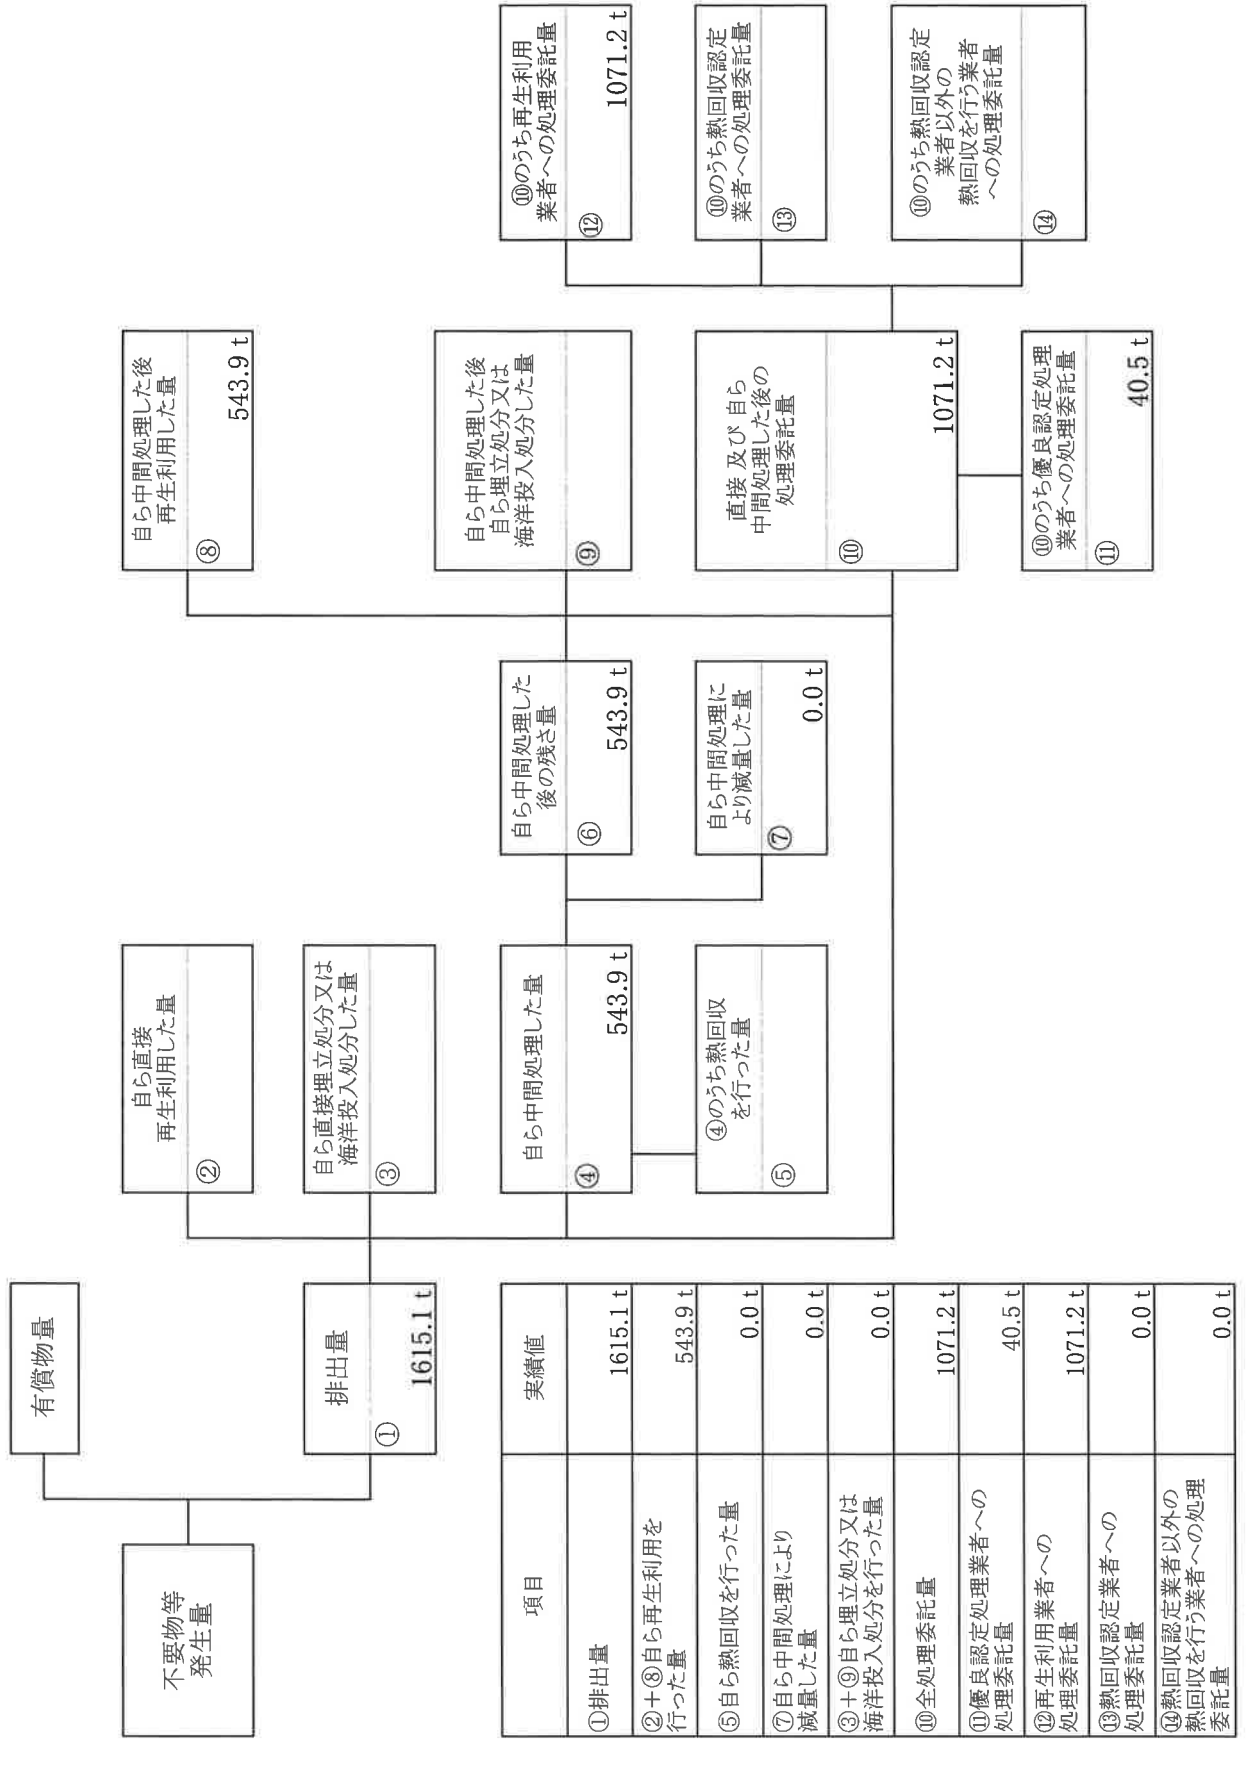 不要物等
発生量
有償物量
排出量
①
1615.1 t
自ら直接
再生利用した量
②
自ら直接埋立処分又は
海洋投入処分した量
③
自ら中間処理した量
④
543.9 t
④のうち熱回収
を行った量
⑤
自ら中間処理した
後の残さ量
⑥
543.9 t
自ら中間処理に
より減量した量
⑦
0.0 t
自ら中間処理した後
再生利用した量
⑧
543.9 t
自ら中間処理した後
自ら埋立処分又は
海洋投入処分した量
⑨
直接 及び 自ら
中間処理した後の
処理委託量
⑩
1071.2 t
⑩のうち優良認定処理
業者への処理委託量
⑪
40.5 t
⑩のうち再生利用
業者への処理委託量
⑫
1071.2 t
⑩のうち熱回収認定
業者への処理委託量
⑬
⑩のうち熱回収認定
業者以外の
熱回収を行う業者
への処理委託量
⑭
項目 実績値
①排出量 1615.1 t
②＋⑧自ら再生利用を
行った量 543.9 t
⑤自ら熱回収を行った量 0.0 t
⑦自ら中間処理により
減量した量 0.0 t
③＋⑨自ら埋立処分又は
海洋投入処分を行った量 0.0 t
⑩全処理委託量 1071.2 t
⑪優良認定処理業者への
処理委託量 40.5 t
⑫再生利用業者への
処理委託量 1071.2 t
⑬熱回収認定業者への
処理委託量 0.0 t
⑭熱回収認定業者以外の
熱回収を行う業者への処理
委託量 0.0 t